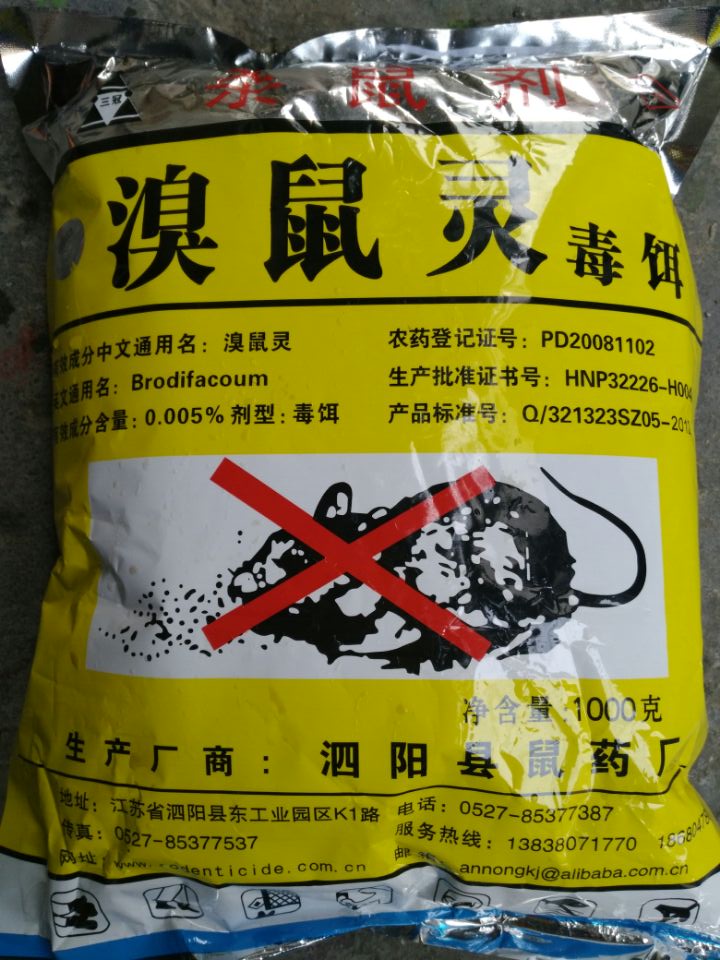 三冠
杀鼠剂
溴鼠灵 毒饵
有效成分中文通用名：溴鼠灵
英文通用名：Brodifacoum
有效成分含量：0.005% 剂型：毒饵
农药登记证号：PD20081102
生产批准证书号：HNP32226-H004
产品标准号：Q/321323SZ05-2012
净含量：1000克
生产厂商：泗阳县鼠药厂
地址：江苏省泗阳县东工业园区K1路
传真：0527-85377537
网址：
电话：0527-85377387
服务热线：13838071770
邮箱：annongkj@alibaba.com.cn